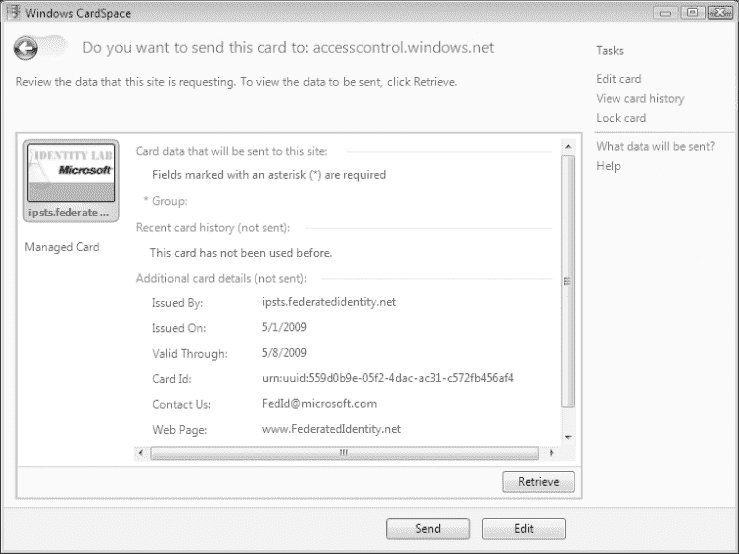 Windows CardSpace
Do you want to send this card to: accesscontrol.windows.net
Review the data that this site is requesting. To view the data to be sent, click Retrieve.
IDENTITY LAB
Microsoft
ipsts.federate ...
Managed Card
Card data that will be sent to this site:
Fields marked with an asterisk (*) are required
* Group:
Recent card history (not sent):
This card has not been used before.
Additional card details (not sent):
Issued By: ipsts.federatedidentity.net
Issued On: 5/1/2009
Valid Through: 5/8/2009
Card Id: urn:uuid:559d0b9e-05f2-4dac-ac31-c572fb456af4
Contact Us: FedId@microsoft.com
Web Page: www.FederatedIdentity.net
Retrieve
Send
Edit
Tasks
Edit card
View card history
Lock card
What data will be sent?
Help